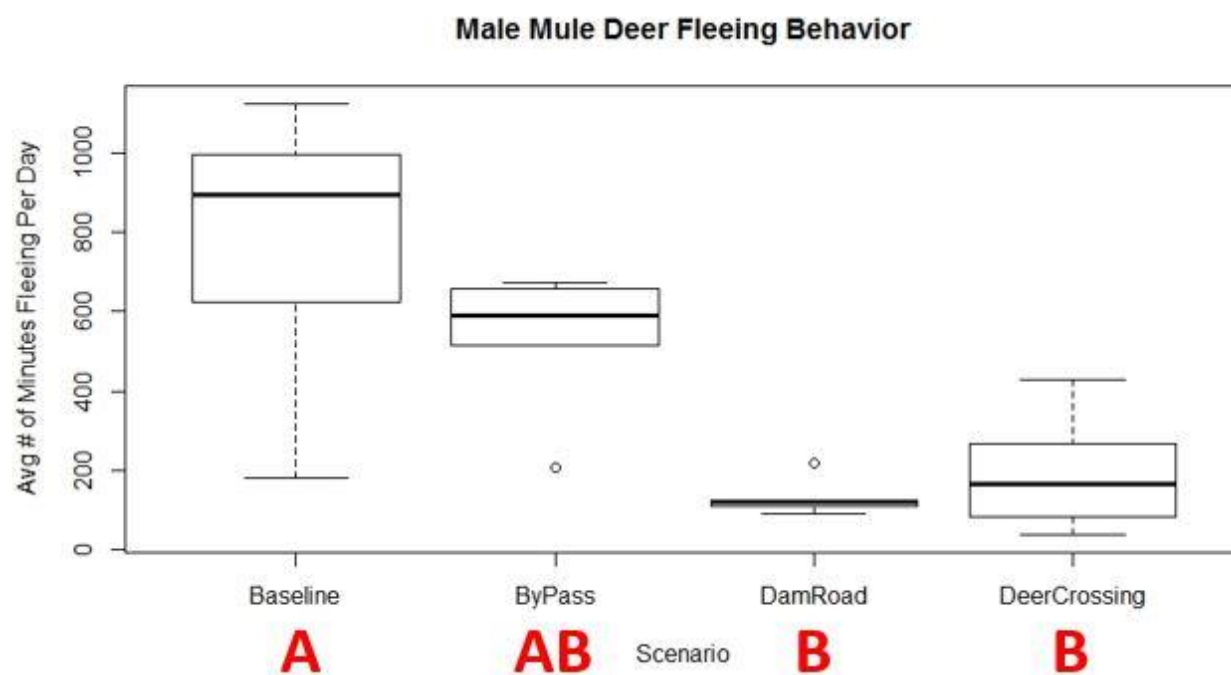 Male Mule Deer Fleeing Behavior
Avg # of Minutes Fleeing Per Day
1000
800
600
400
200
0
Baseline ByPass DamRoad DeerCrossing
A AB Scenario B B